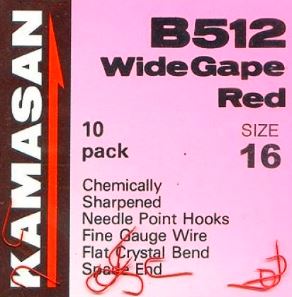 KAMASAN
B512
Wide Gape
Red
10 SIZE
pack 16
Chemically
Sharpened
Needle Point Hooks
Fine Gauge Wire
Flat Crystal Bend
Spade End